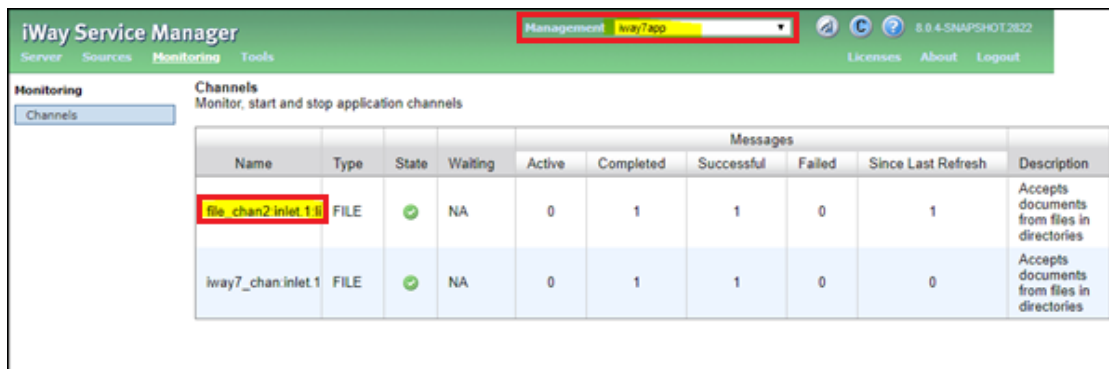 iWay Service Manager
Management iway7app
8.0.4-SNAPSHOT.2822
Server Sources Monitoring Tools
Licenses About Logout
Monitoring
Channels
Channels
Monitor, start and stop application channels
Messages
Name Type State Waiting Active Completed Successful Failed Since Last Refresh Description
file_chan2:inlet.1:li FILE NA 0 1 1 0 1
Accepts
documents
from files in
directories
iway7_chan:inlet.1 FILE NA 0 1 1 0 0
Accepts
documents
from files in
directories